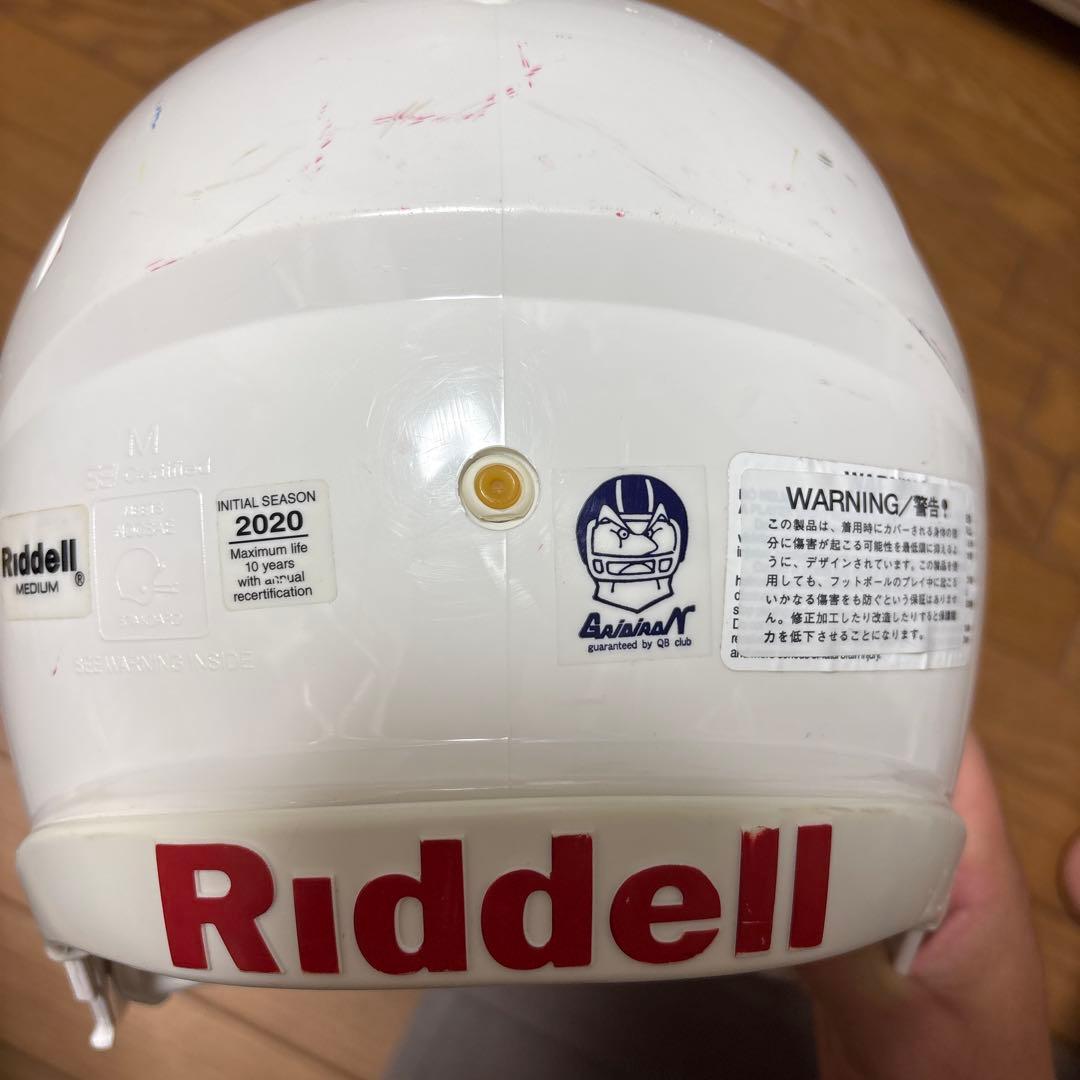 M
SEI Certified
Riddell®
MEDIUM
SEE WARNING INSIDE
INITIAL SEASON
2020
Maximum life
10 years
with annual
recertification
GRIDIRON
guaranteed by QB club
WARNING/警告!
この製品は、着用時にカバーされる身体の部
分に傷害が起こる可能性を最低限に抑えるよ
うに、デザインされています。この製品を使
用しても、フットボールのプレイ中に起こる
いかなる傷害をも防ぐという保証はありませ
ん。修正加工したり改造したりすると保護能
力を低下させることになります。
Riddell